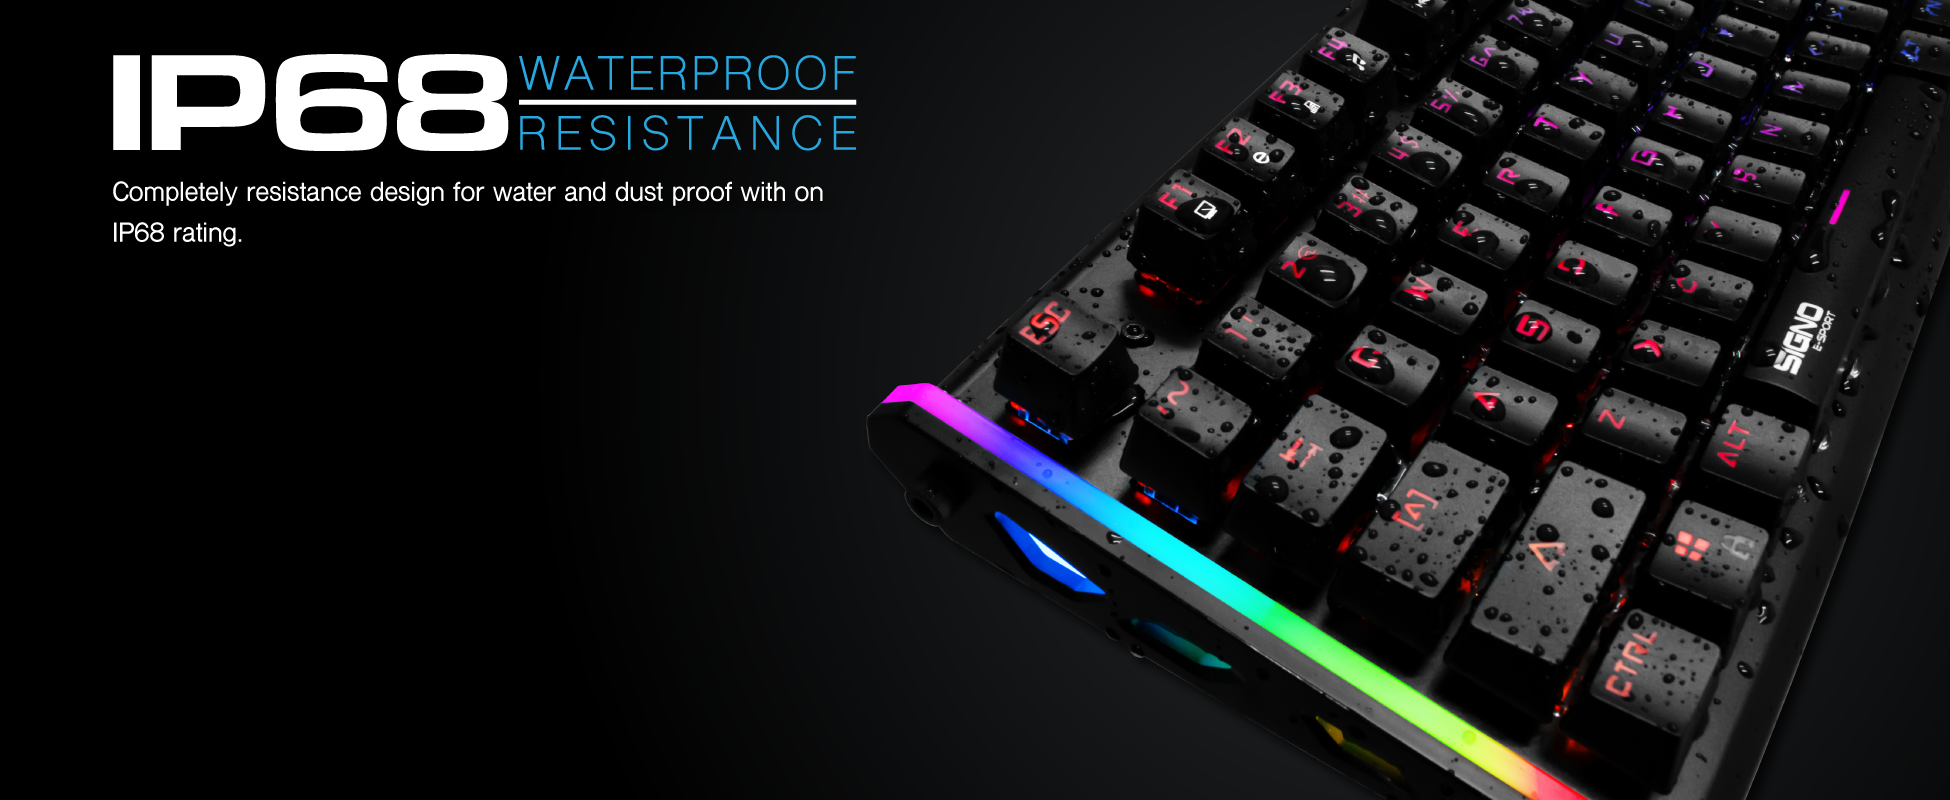 IP68 WATERPROOF
RESISTANCE
Completely resistance design for water and dust proof with on
IP68 rating.
F4
F3
F2
F1
ESC
SIGNO
E-SPORT
ALT
CTRL